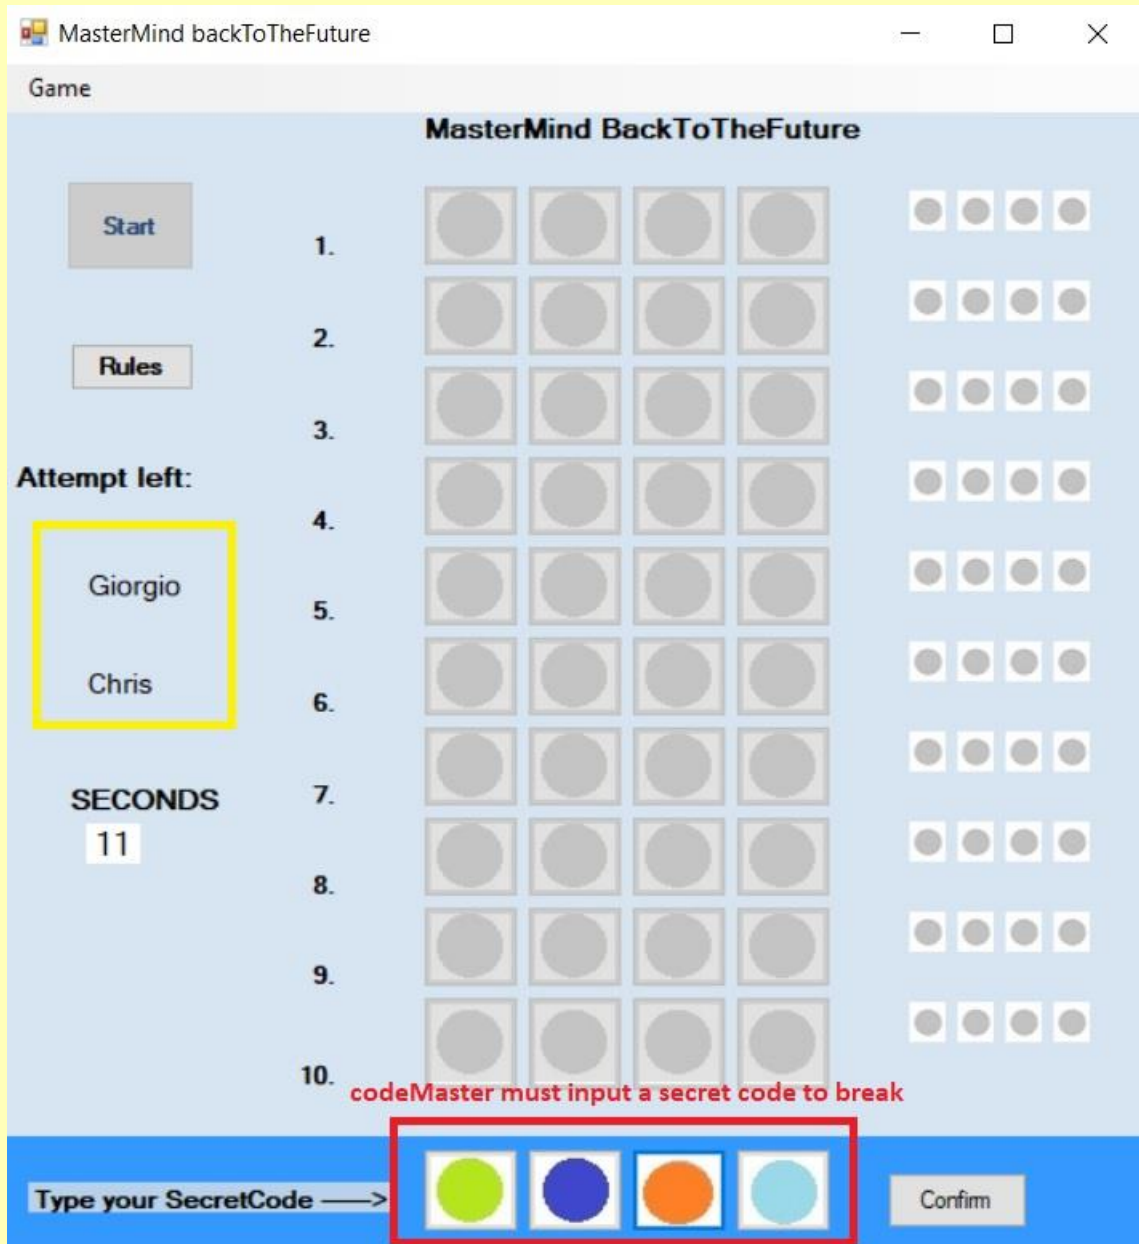 MasterMind backToTheFuture
Game
MasterMind BackToTheFuture
Start
1.
2.
Rules
3.
Attempt left:
4.
Giorgio
5.
Chris
6.
SECONDS
7.
11
8.
9.
10.
codeMaster must input a secret code to break
Type your SecretCode ——>
Confirm